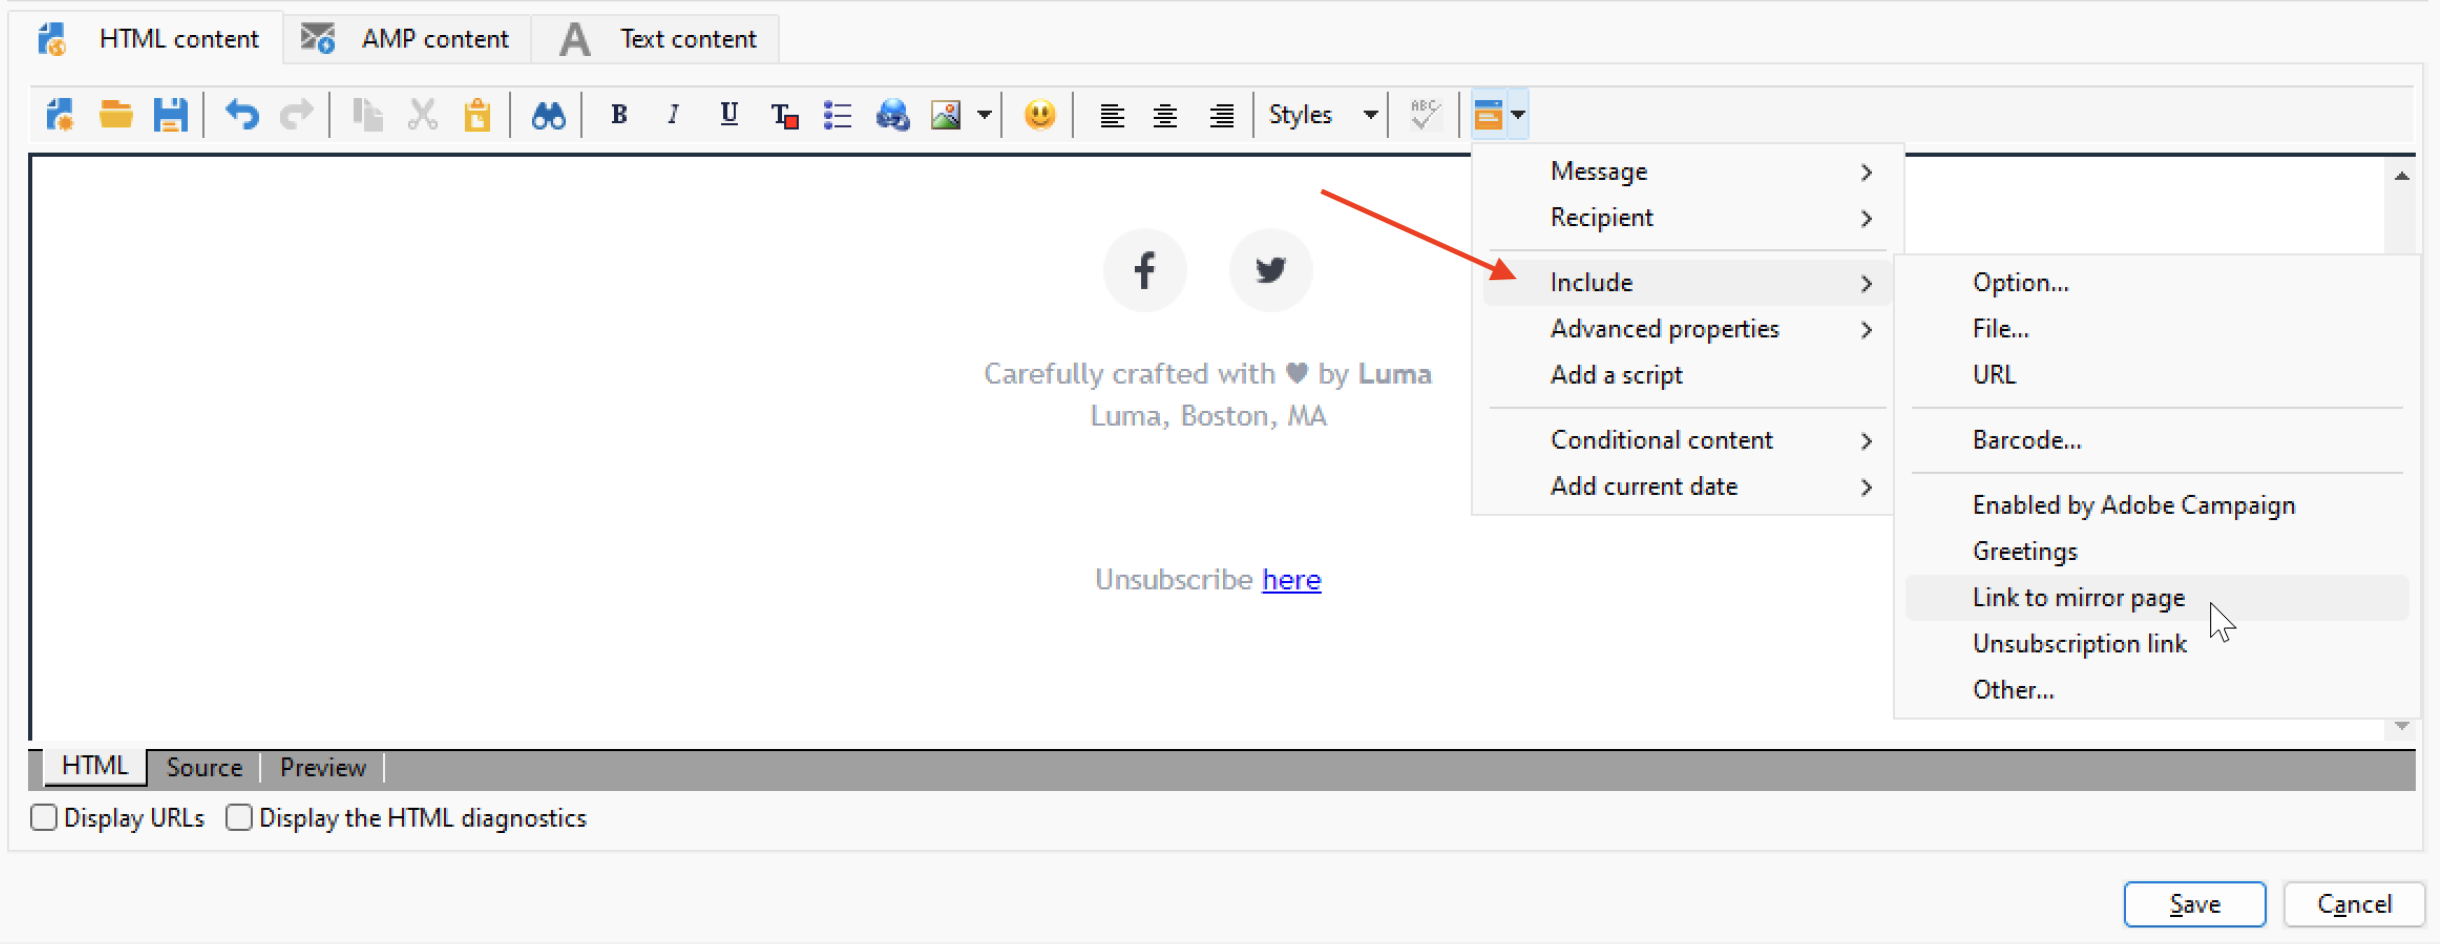 HTML content
AMP content
Text content
B
I
U
Styles
ABC
Message
Recipient
Include
Advanced properties
Add a script
Conditional content
Add current date
Option...
File...
URL
Barcode...
Enabled by Adobe Campaign
Greetings
Link to mirror page
Unsubscription link
Other...
Carefully crafted with ♥ by Luma
Luma, Boston, MA
Unsubscribe here
HTML
Source
Preview
Display URLs
Display the HTML diagnostics
Save
Cancel